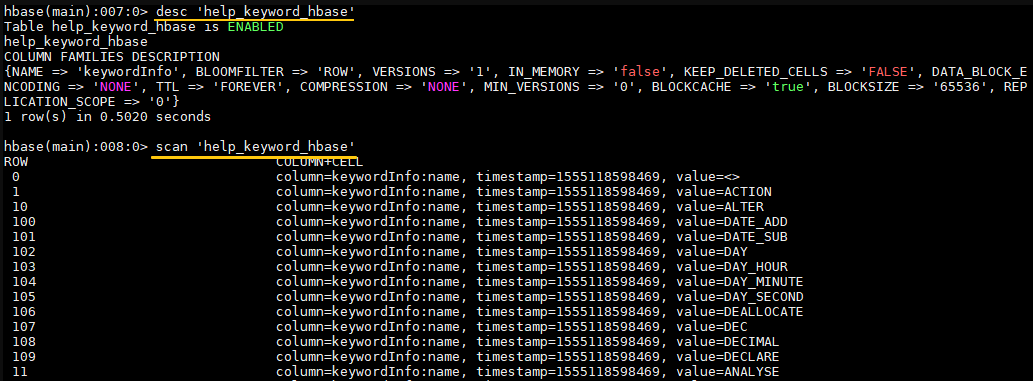 hbase(main):007:0> desc 'help_keyword_hbase'
Table help_keyword_hbase is ENABLED
help_keyword_hbase
COLUMN FAMILIES DESCRIPTION
{NAME => 'keywordInfo', BLOOMFILTER => 'ROW', VERSIONS => '1', IN_MEMORY => 'false', KEEP_DELETED_CELLS => 'FALSE', DATA_BLOCK_E
NCODING => 'NONE', TTL => 'FOREVER', COMPRESSION => 'NONE', MIN_VERSIONS => '0', BLOCKCACHE => 'true', BLOCKSIZE => '65536', REP
LICATION_SCOPE => '0'}
1 row(s) in 0.5020 seconds
hbase(main):008:0> scan 'help_keyword_hbase'
ROW COLUMN+CELL
0 column=keywordInfo:name, timestamp=1555118598469, value=<>
1 column=keywordInfo:name, timestamp=1555118598469, value=ACTION
10 column=keywordInfo:name, timestamp=1555118598469, value=ALTER
100 column=keywordInfo:name, timestamp=1555118598469, value=DATE_ADD
101 column=keywordInfo:name, timestamp=1555118598469, value=DATE_SUB
102 column=keywordInfo:name, timestamp=1555118598469, value=DAY
103 column=keywordInfo:name, timestamp=1555118598469, value=DAY_HOUR
104 column=keywordInfo:name, timestamp=1555118598469, value=DAY_MINUTE
105 column=keywordInfo:name, timestamp=1555118598469, value=DAY_SECOND
106 column=keywordInfo:name, timestamp=1555118598469, value=DEALLOCATE
107 column=keywordInfo:name, timestamp=1555118598469, value=DEC
108 column=keywordInfo:name, timestamp=1555118598469, value=DECIMAL
109 column=keywordInfo:name, timestamp=1555118598469, value=DECLARE
11 column=keywordInfo:name, timestamp=1555118598469, value=ANALYSE